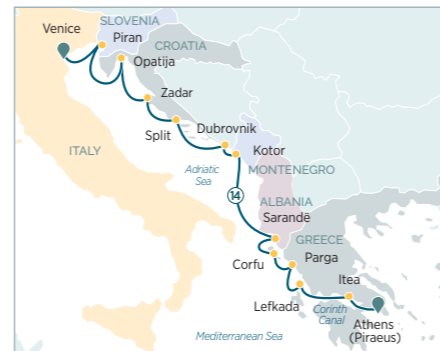 SLOVENIA
Venice
Piran
CROATIA
Opatija
Zadar
Split
Dubrovnik
ITALY
Kotor
Adriatic
Sea
MONTENEGRO
14
ALBANIA
Sarandë
GREECE
Corfu
Parga
Itea
Lefkada
Corinth
Canal
Athens
(Piraeus)
Mediterranean Sea